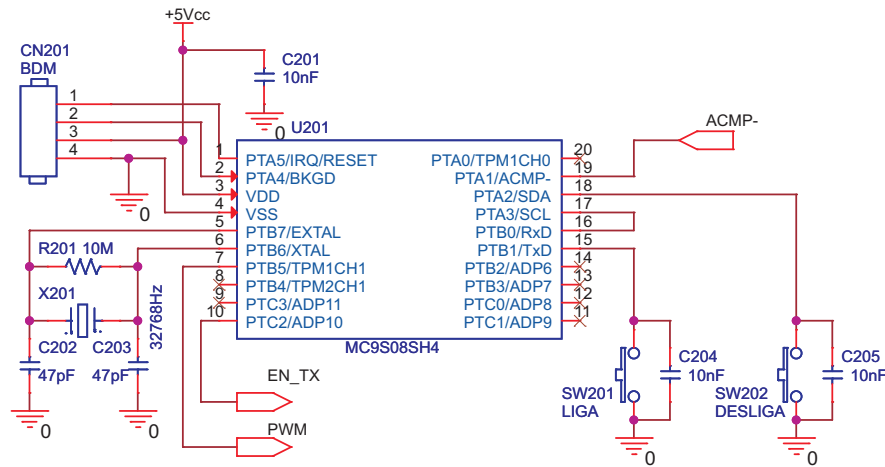 +5Vcc
CN201
BDM
C201
10nF
1
2
3
4
0
U201
ACMP-
1 PTA5/IRQ/RESET
2 PTA4/BKGD
3 VDD
4 VSS
5 PTB7/EXTAL
6 PTB6/XTAL
7 PTB5/TPM1CH1
8 PTB4/TPM2CH1
9 PTC3/ADP11
10 PTC2/ADP10
PTA0/TPM1CH0 20
PTA1/ACMP- 19
PTA2/SDA 18
PTA3/SCL 17
PTB0/RxD 16
PTB1/TxD 15
PTB2/ADP6 14
PTB3/ADP7 13
PTC0/ADP8 12
PTC1/ADP9 11
MC9S08SH4
0
R201 10M
X201
32768Hz
C202
47pF
C203
47pF
0
0
EN_TX
PWM
SW201
LIGA
C204
10nF
0
SW202
DESLIGA
C205
10nF
0